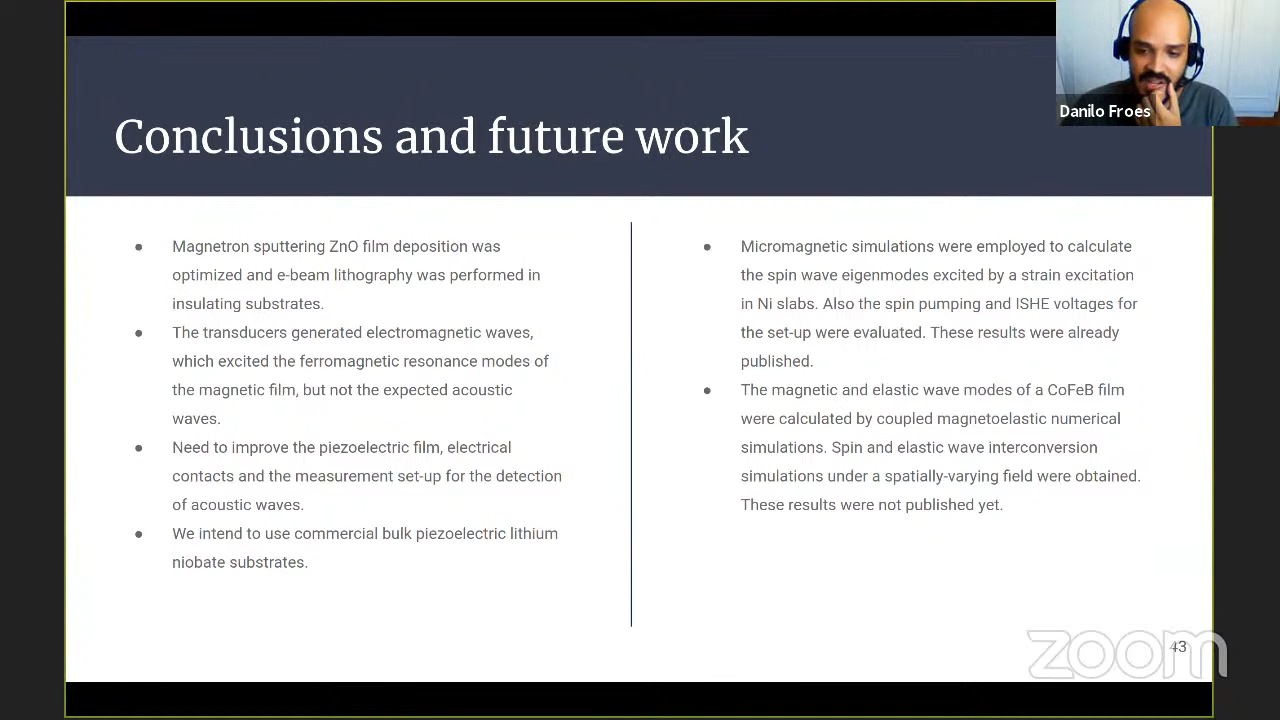 Conclusions and future work
Danilo Froes
● Magnetron sputtering ZnO film deposition was
optimized and e-beam lithography was performed in
insulating substrates.
● The transducers generated electromagnetic waves,
which excited the ferromagnetic resonance modes of
the magnetic film, but not the expected acoustic
waves.
● Need to improve the piezoelectric film, electrical
contacts and the measurement set-up for the detection
of acoustic waves.
● We intend to use commercial bulk piezoelectric lithium
niobate substrates.
● Micromagnetic simulations were employed to calculate
the spin wave eigenmodes excited by a strain excitation
in Ni slabs. Also the spin pumping and ISHE voltages for
the set-up were evaluated. These results were already
published.
● The magnetic and elastic wave modes of a CoFeB film
were calculated by coupled magnetoelastic numerical
simulations. Spin and elastic wave interconversion
simulations under a spatially-varying field were obtained.
These results were not published yet.
zoom
43